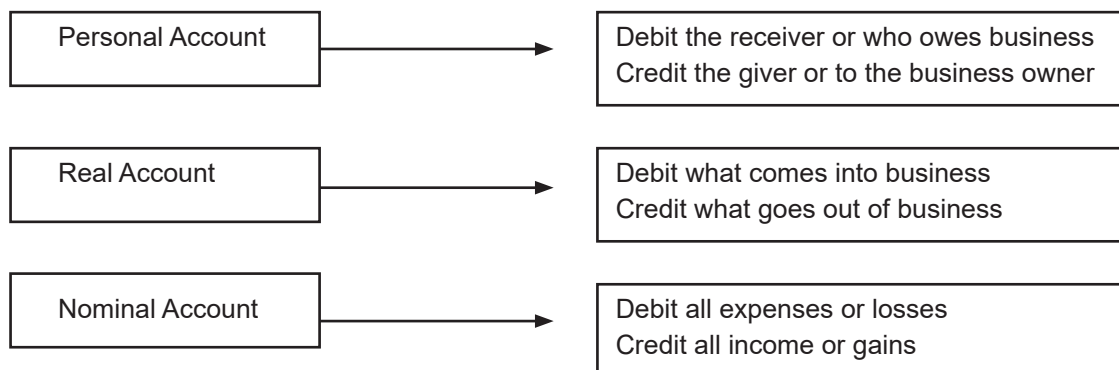 Personal Account
Debit the receiver or who owes business
Credit the giver or to the business owner
Real Account
Debit what comes into business
Credit what goes out of business
Nominal Account
Debit all expenses or losses
Credit all income or gains